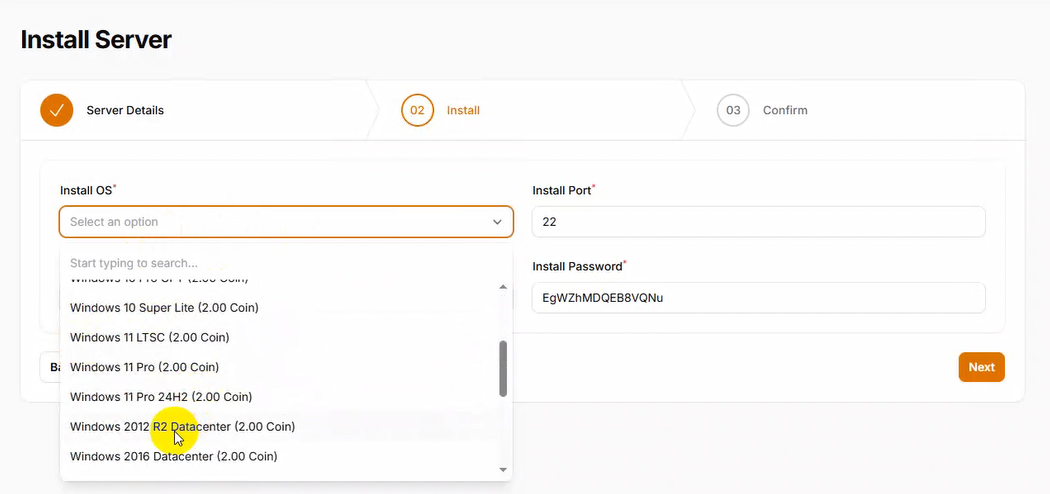 Install Server
Server Details
02
Install
03
Confirm
Install OS*
Install Port*
Select an option
22
Start typing to search...
Install Password*
EgWZhMDQEB8VQNu
Windows 10 Super Lite (2.00 Coin)
Windows 11 LTSC (2.00 Coin)
Windows 11 Pro (2.00 Coin)
Next
Windows 11 Pro 24H2 (2.00 Coin)
Windows 2012 R2 Datacenter (2.00 Coin)
Windows 2016 Datacenter (2.00 Coin)